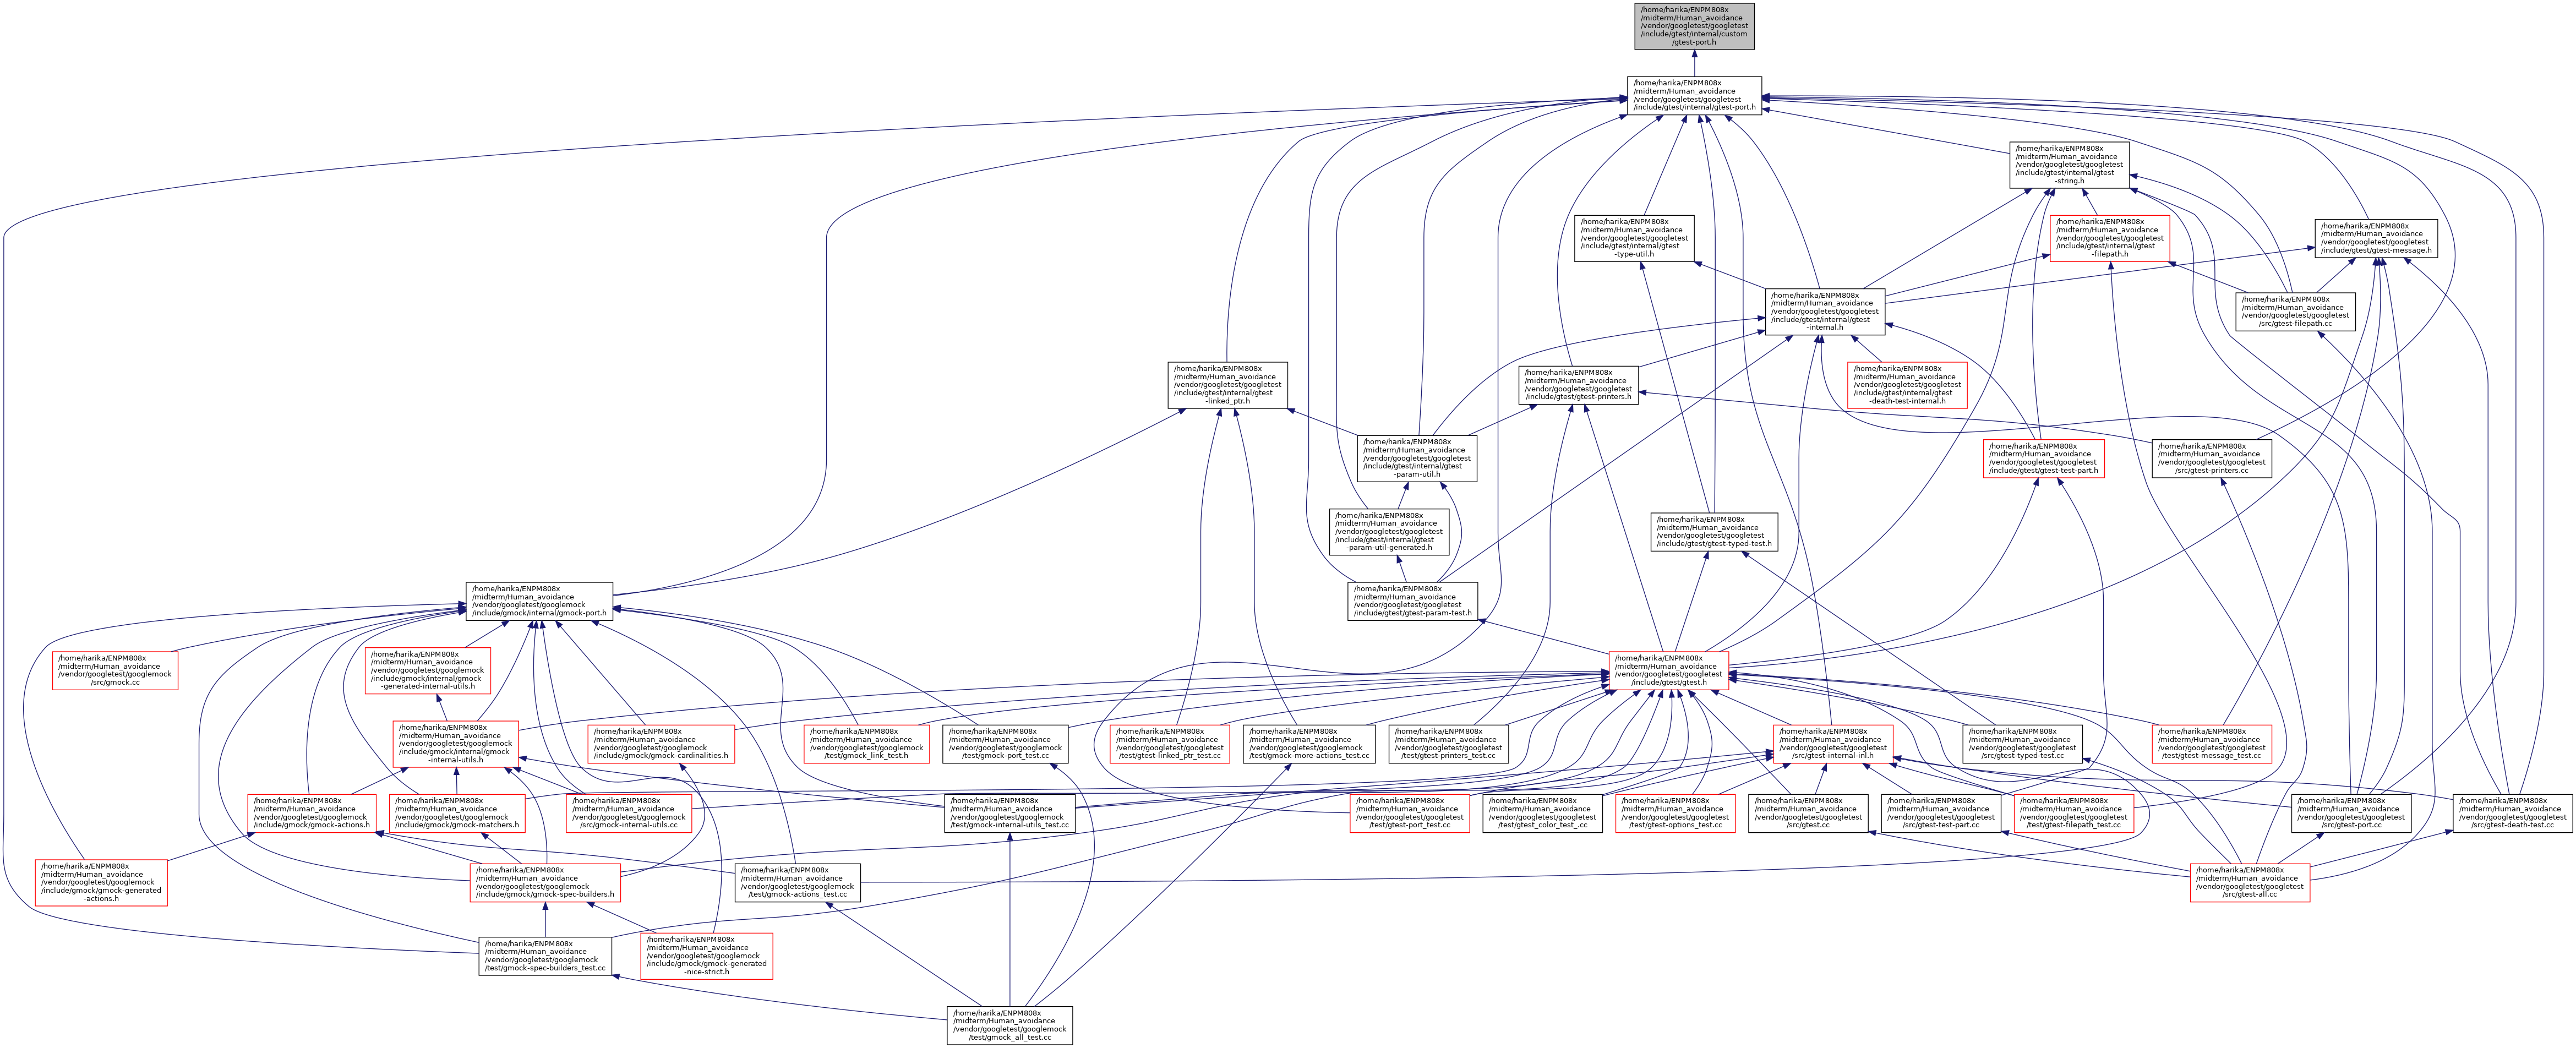 /home/harika/ENPM808x
/midterm/Human_avoidance
/vendor/googletest/googletest
/include/gtest/internal/custom
/gtest-port.h
/home/harika/ENPM808x
/midterm/Human_avoidance
/vendor/googletest/googletest
/include/gtest/internal/gtest-port.h
/home/harika/ENPM808x
/midterm/Human_avoidance
/vendor/googletest/googletest
/include/gtest/internal/gtest
-string.h
/home/harika/ENPM808x
/midterm/Human_avoidance
/vendor/googletest/googletest
/include/gtest/internal/gtest
-type-util.h
/home/harika/ENPM808x
/midterm/Human_avoidance
/vendor/googletest/googletest
/include/gtest/internal/gtest
-filepath.h
/home/harika/ENPM808x
/midterm/Human_avoidance
/vendor/googletest/googletest
/include/gtest/gtest-message.h
/home/harika/ENPM808x
/midterm/Human_avoidance
/vendor/googletest/googletest
/include/gtest/internal/gtest
-internal.h
/home/harika/ENPM808x
/midterm/Human_avoidance
/vendor/googletest/googletest
/src/gtest-filepath.cc
/home/harika/ENPM808x
/midterm/Human_avoidance
/vendor/googletest/googletest
/include/gtest/internal/gtest
-linked_ptr.h
/home/harika/ENPM808x
/midterm/Human_avoidance
/vendor/googletest/googletest
/include/gtest/gtest-printers.h
/home/harika/ENPM808x
/midterm/Human_avoidance
/vendor/googletest/googletest
/include/gtest/internal/gtest
-death-test-internal.h
/home/harika/ENPM808x
/midterm/Human_avoidance
/vendor/googletest/googletest
/include/gtest/internal/gtest
-param-util.h
/home/harika/ENPM808x
/midterm/Human_avoidance
/vendor/googletest/googletest
/include/gtest/gtest-test-part.h
/home/harika/ENPM808x
/midterm/Human_avoidance
/vendor/googletest/googletest
/src/gtest-printers.cc
/home/harika/ENPM808x
/midterm/Human_avoidance
/vendor/googletest/googletest
/include/gtest/internal/gtest
-param-util-generated.h
/home/harika/ENPM808x
/midterm/Human_avoidance
/vendor/googletest/googletest
/include/gtest/gtest-typed-test.h
/home/harika/ENPM808x
/midterm/Human_avoidance
/vendor/googletest/googlemock
/include/gmock/internal/gmock-port.h
/home/harika/ENPM808x
/midterm/Human_avoidance
/vendor/googletest/googletest
/include/gtest/gtest-param-test.h
/home/harika/ENPM808x
/midterm/Human_avoidance
/vendor/googletest/googlemock
/src/gmock.cc
/home/harika/ENPM808x
/midterm/Human_avoidance
/vendor/googletest/googlemock
/include/gmock/internal/gmock
-generated-internal-utils.h
/home/harika/ENPM808x
/midterm/Human_avoidance
/vendor/googletest/googletest
/include/gtest/gtest.h
/home/harika/ENPM808x
/midterm/Human_avoidance
/vendor/googletest/googlemock
/include/gmock/internal/gmock
-internal-utils.h
/home/harika/ENPM808x
/midterm/Human_avoidance
/vendor/googletest/googlemock
/include/gmock/gmock-cardinalities.h
/home/harika/ENPM808x
/midterm/Human_avoidance
/vendor/googletest/googlemock
/test/gmock_link_test.h
/home/harika/ENPM808x
/midterm/Human_avoidance
/vendor/googletest/googlemock
/test/gmock-port_test.cc
/home/harika/ENPM808x
/midterm/Human_avoidance
/vendor/googletest/googletest
/test/gtest-linked_ptr_test.cc
/home/harika/ENPM808x
/midterm/Human_avoidance
/vendor/googletest/googlemock
/test/gmock-more-actions_test.cc
/home/harika/ENPM808x
/midterm/Human_avoidance
/vendor/googletest/googletest
/test/gtest-printers_test.cc
/home/harika/ENPM808x
/midterm/Human_avoidance
/vendor/googletest/googletest
/src/gtest-internal-inl.h
/home/harika/ENPM808x
/midterm/Human_avoidance
/vendor/googletest/googletest
/src/gtest-typed-test.cc
/home/harika/ENPM808x
/midterm/Human_avoidance
/vendor/googletest/googletest
/test/gtest-message_test.cc
/home/harika/ENPM808x
/midterm/Human_avoidance
/vendor/googletest/googlemock
/include/gmock/gmock-actions.h
/home/harika/ENPM808x
/midterm/Human_avoidance
/vendor/googletest/googlemock
/include/gmock/gmock-matchers.h
/home/harika/ENPM808x
/midterm/Human_avoidance
/vendor/googletest/googlemock
/src/gmock-internal-utils.cc
/home/harika/ENPM808x
/midterm/Human_avoidance
/vendor/googletest/googlemock
/test/gmock-internal-utils_test.cc
/home/harika/ENPM808x
/midterm/Human_avoidance
/vendor/googletest/googletest
/test/gtest-port_test.cc
/home/harika/ENPM808x
/midterm/Human_avoidance
/vendor/googletest/googletest
/test/gtest_color_test_.cc
/home/harika/ENPM808x
/midterm/Human_avoidance
/vendor/googletest/googletest
/test/gtest-options_test.cc
/home/harika/ENPM808x
/midterm/Human_avoidance
/vendor/googletest/googletest
/src/gtest.cc
/home/harika/ENPM808x
/midterm/Human_avoidance
/vendor/googletest/googletest
/src/gtest-test-part.cc
/home/harika/ENPM808x
/midterm/Human_avoidance
/vendor/googletest/googletest
/test/gtest-filepath_test.cc
/home/harika/ENPM808x
/midterm/Human_avoidance
/vendor/googletest/googletest
/src/gtest-port.cc
/home/harika/ENPM808x
/midterm/Human_avoidance
/vendor/googletest/googletest
/src/gtest-death-test.cc
/home/harika/ENPM808x
/midterm/Human_avoidance
/vendor/googletest/googlemock
/include/gmock/gmock-generated
-actions.h
/home/harika/ENPM808x
/midterm/Human_avoidance
/vendor/googletest/googlemock
/include/gmock/gmock-spec-builders.h
/home/harika/ENPM808x
/midterm/Human_avoidance
/vendor/googletest/googlemock
/test/gmock-actions_test.cc
/home/harika/ENPM808x
/midterm/Human_avoidance
/vendor/googletest/googletest
/src/gtest-all.cc
/home/harika/ENPM808x
/midterm/Human_avoidance
/vendor/googletest/googlemock
/test/gmock-spec-builders_test.cc
/home/harika/ENPM808x
/midterm/Human_avoidance
/vendor/googletest/googlemock
/include/gmock/gmock-generated
-nice-strict.h
/home/harika/ENPM808x
/midterm/Human_avoidance
/vendor/googletest/googlemock
/test/gmock_all_test.cc